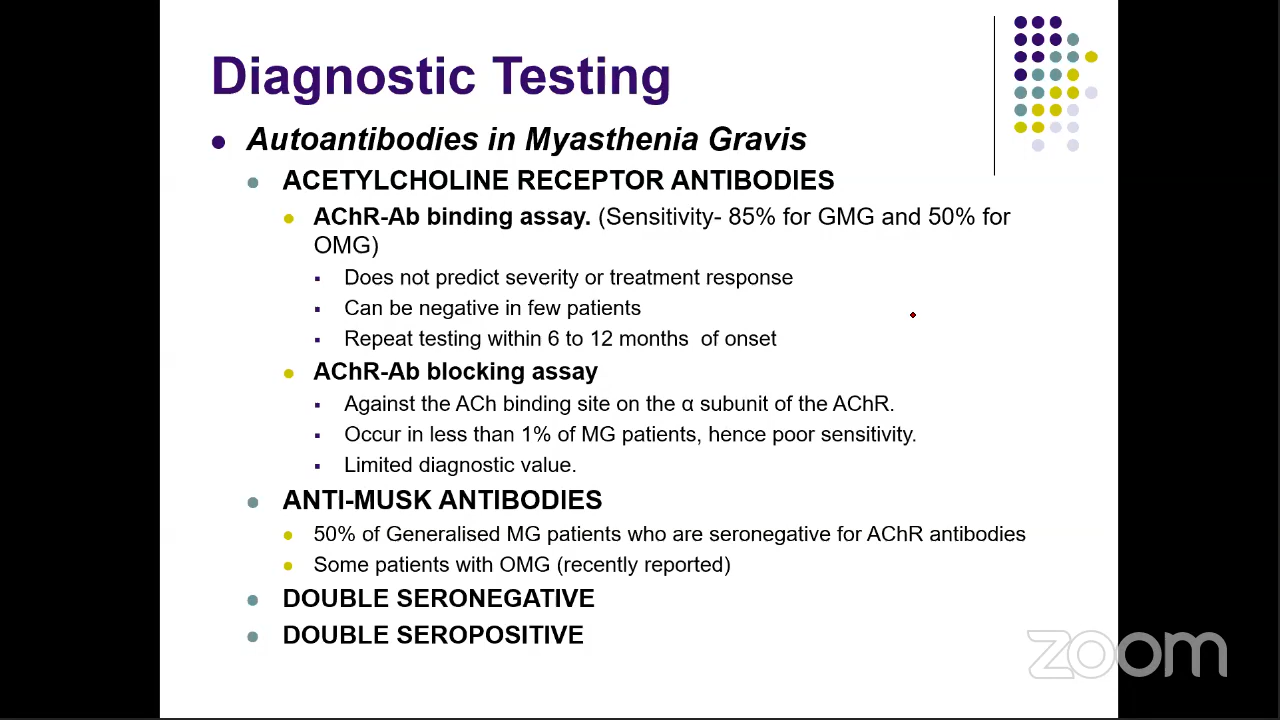 Diagnostic Testing
Autoantibodies in Myasthenia Gravis
ACETYLCHOLINE RECEPTOR ANTIBODIES
AChR-Ab binding assay. (Sensitivity- 85% for GMG and 50% for
OMG)
Does not predict severity or treatment response
Can be negative in few patients
Repeat testing within 6 to 12 months  of onset
AChR-Ab blocking assay
Against the ACh binding site on the α subunit of the AChR.
Occur in less than 1% of MG patients, hence poor sensitivity.
Limited diagnostic value.
ANTI-MUSK ANTIBODIES
50% of Generalised MG patients who are seronegative for AChR antibodies
Some patients with OMG (recently reported)
DOUBLE SERONEGATIVE
DOUBLE SEROPOSITIVE
zoom